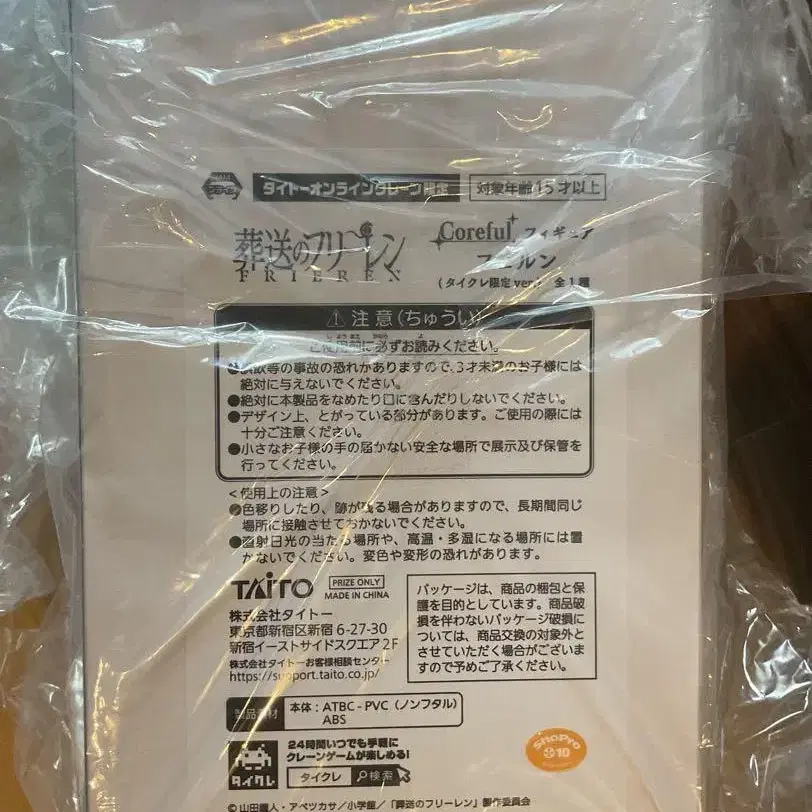 タイトーオンラインクレーン限定
対象年齢15才以上
葬送のフリーレン
FRIEREN
Coreful フィギュア
フェルン
(タイクレ限定ver.) 全1種
⚠注意(ちゅうい)
ご使用前に必ずお読みください。
●誤飲等の事故の恐れがありますので、3才未満のお子様には
絶対に与えないでください。
●絶対に本製品をなめたり口に含んだりしないでください。
●デザイン上、とがっている部分があります。ご使用の際には
十分ご注意ください。
●小さなお子様の手の届かない安全な場所で展示及び保管を
行ってください。
<使用上の注意>
●色移りしたり、跡が残る場合がありますので、長期間同じ
場所に接触させておかないでください。
●直射日光の当たる場所や、高温・多湿になる場所には置
かないでください。変色や変形の恐れがあります。
TAITO
PRIZE ONLY
MADE IN CHINA
株式会社タイトー
東京都新宿区新宿6-27-30
新宿イーストサイドスクエア2F
株式会社タイトーお客様相談センター
https://support.taito.co.jp/
パッケージは、商品の梱包と保
護を目的としています。商品破
損を伴わないパッケージ破損に
ついては、商品交換の対象外と
させていただく場合がございま
すので予めご了承ください。
製品素材
本体:ATBC-PVC(ノンフタル)
ABS
タイクレ
24時間いつでも手軽に
クレーンゲームが楽しめる!
タイクレ 検索
ShoPro
10
©山田鐘人・アベツカサ/小学館/「葬送のフリーレン」製作委員会